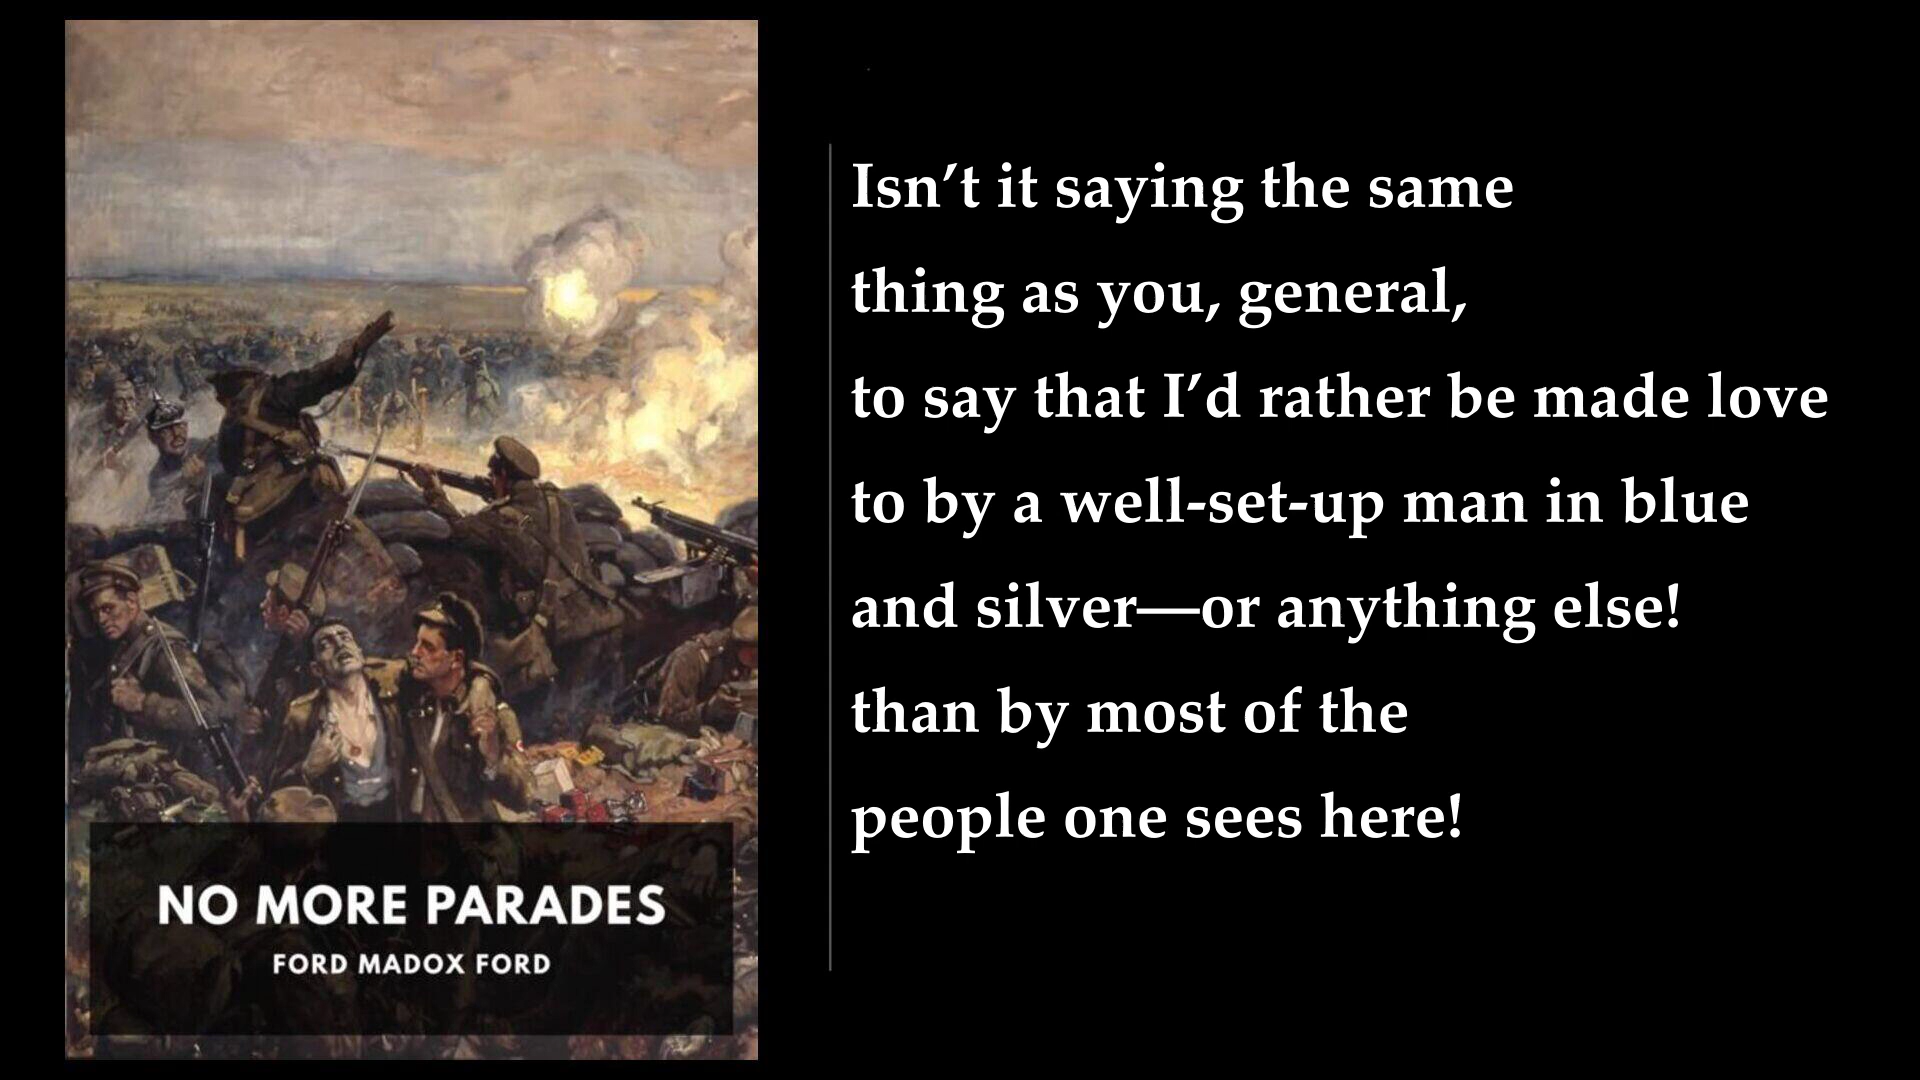 Isn’t it saying the same
thing as you, general,
to say that I’d rather be made love
to by a well-set-up man in blue
and silver—or anything else!
than by most of the
people one sees here!
NO MORE PARADES
FORD MADOX FORD